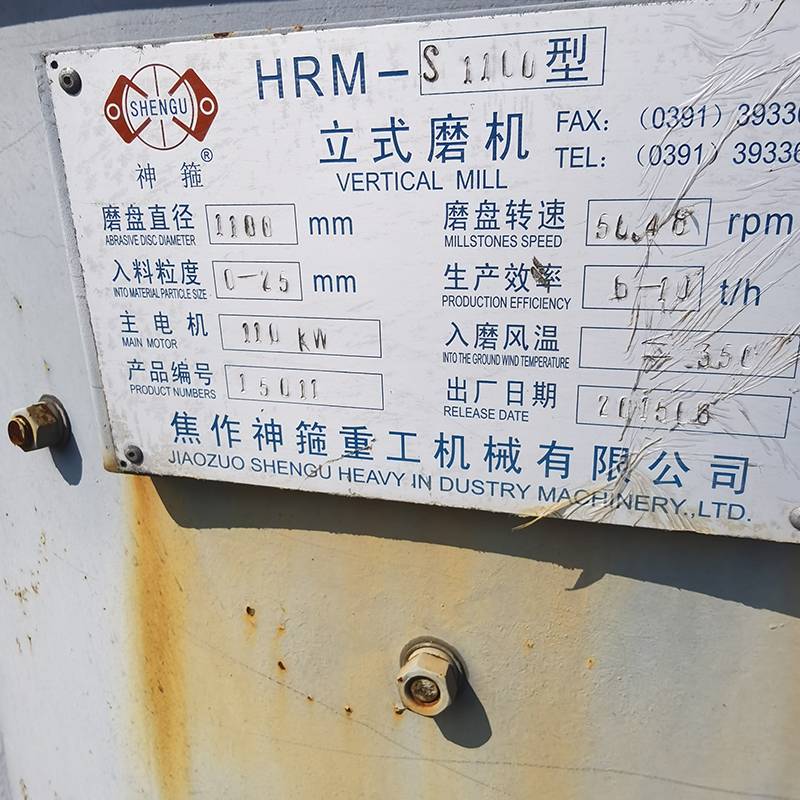 HRM-S1100型
SHENGU
神箍®
立式磨机
VERTICAL MILL
FAX: (0391) 3933
TEL: (0391) 3933
磨盘直径 1100 mm
ABRASIVE DISC DIAMETER
磨盘转速 rpm
MILLSTONES SPEED
入料粒度 0-25 mm
INTO MATERIAL PARTICLE SIZE
生产效率 t/h
PRODUCTION EFFICIENCY
主电机 110 KW
MAIN MOTOR
入磨风温 350
INTO THE GROUND WIND TEMPERATURE
产品编号 15011
PRODUCT NUMBERS
出厂日期
RELEASE DATE
焦作神箍重工机械有限公司
JIAOZUO SHENGU HEAVY IN DUSTRY MACHINERY.,LTD.